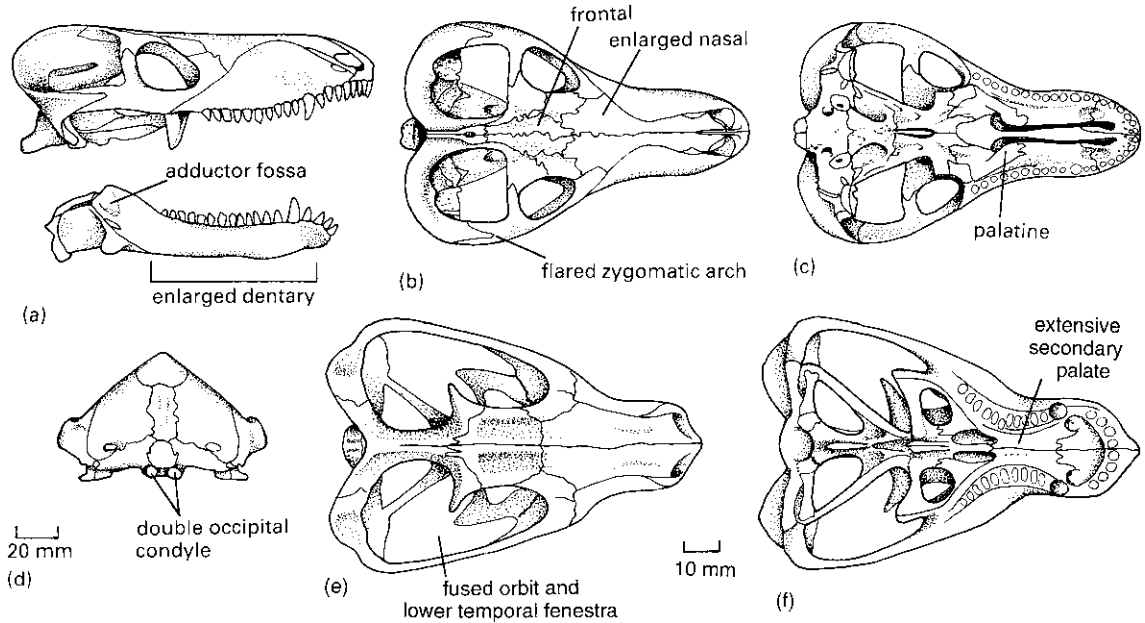 frontal
enlarged nasal
adductor fossa
enlarged dentary
(a)
flared zygomatic arch
(b)
palatine
(c)
double occipital
condyle
20 mm
(d)
fused orbit and
lower temporal fenestra
(e)
10 mm
extensive
secondary
palate
(f)